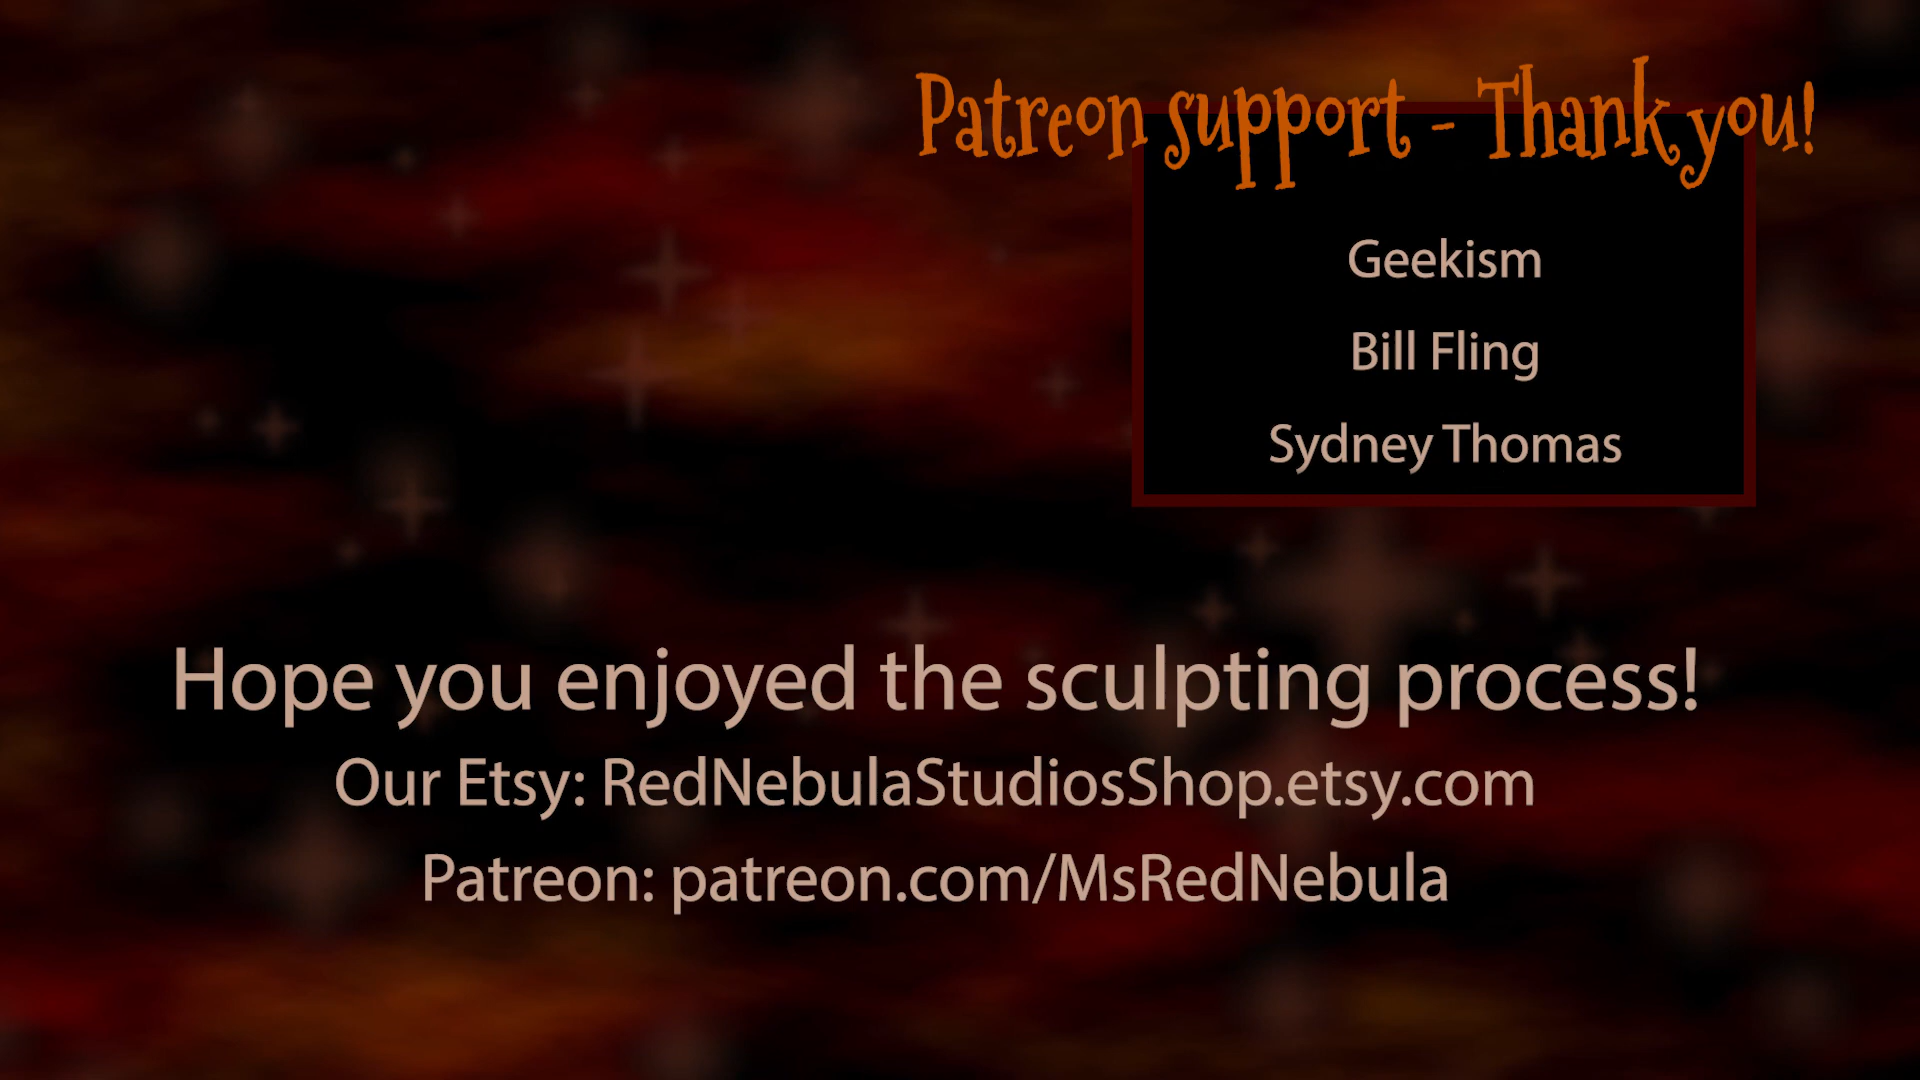 Patreon support - Thank you!
Geekism
Bill Fling
Sydney Thomas
Hope you enjoyed the sculpting process!
Our Etsy: RedNebulaStudiosShop.etsy.com
Patreon: patreon.com/MsRedNebula